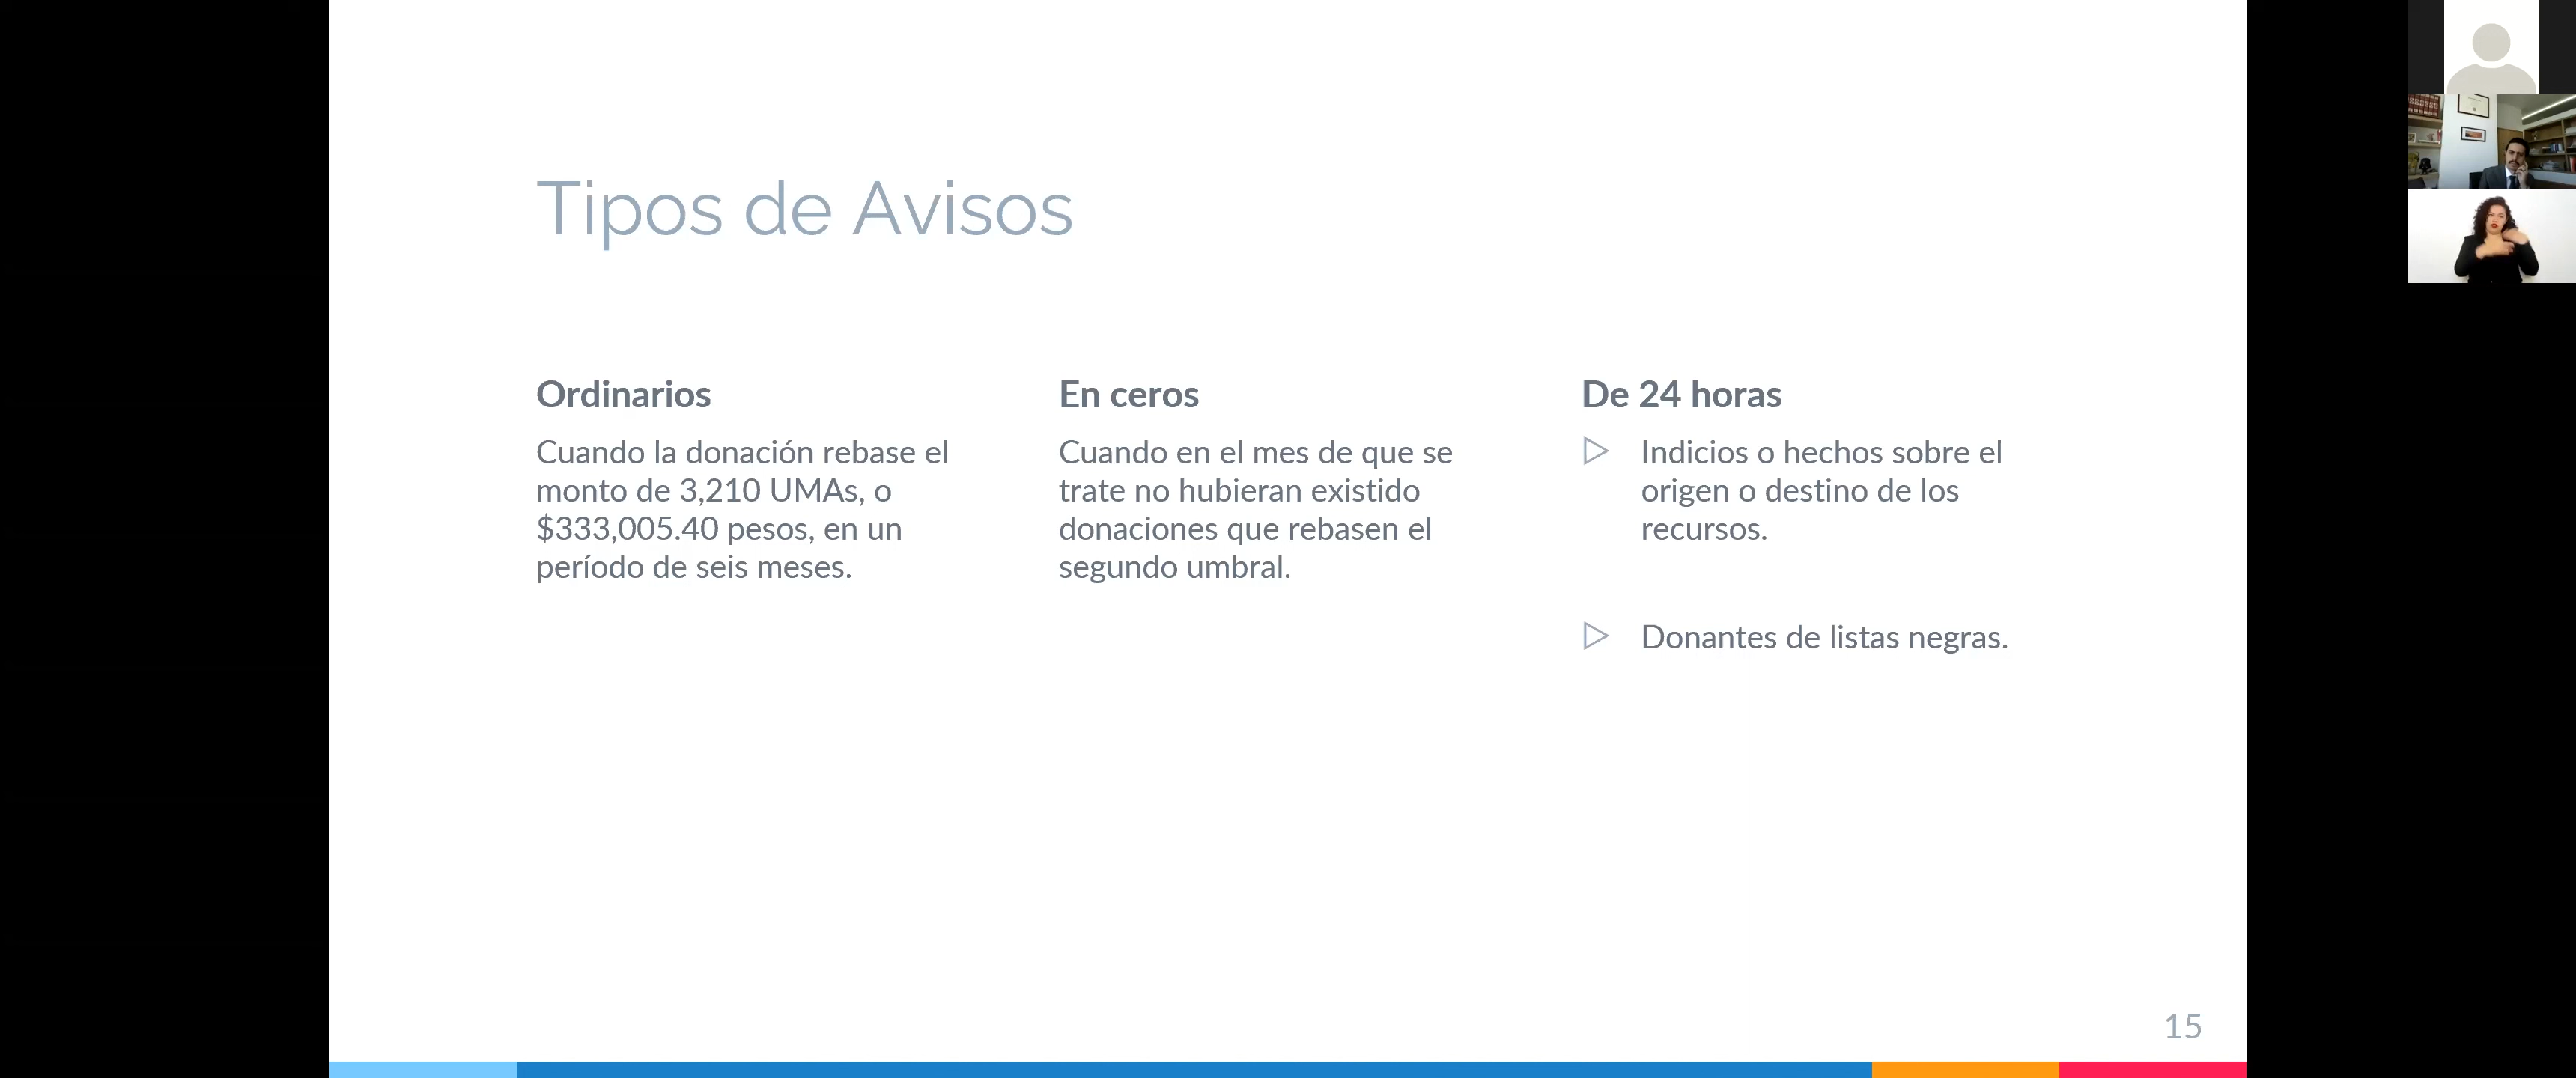 Tipos de Avisos
Ordinarios
Cuando la donación rebase el
monto de 3,210 UMAs, o
$333,005.40 pesos, en un
período de seis meses.
En ceros
Cuando en el mes de que se
trate no hubieran existido
donaciones que rebasen el
segundo umbral.
De 24 horas
Indicios o hechos sobre el
origen o destino de los
recursos.
Donantes de listas negras.
15